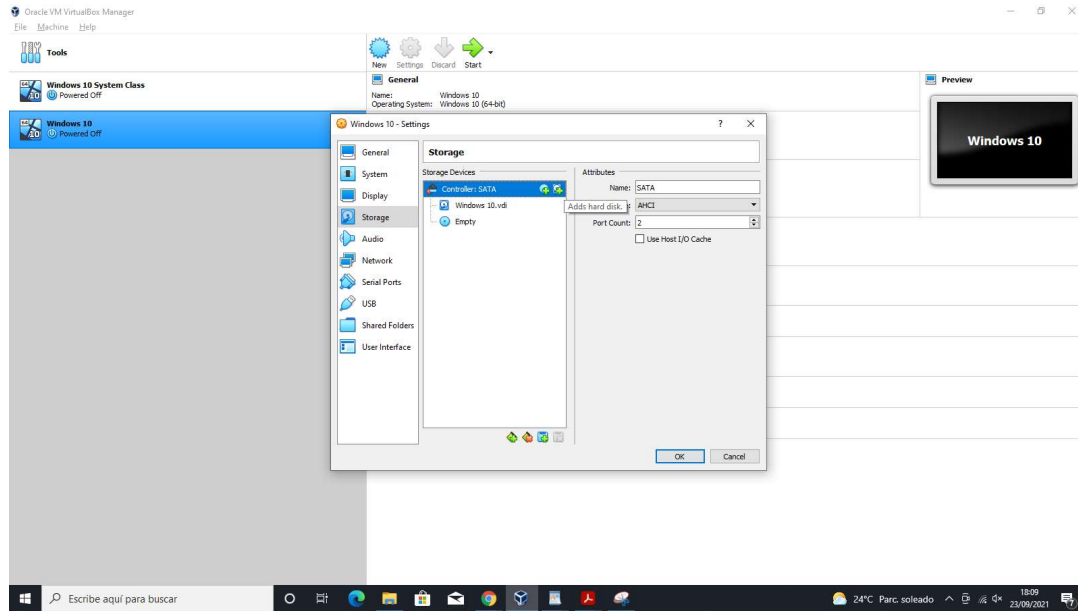 Oracle VM VirtualBox Manager
File Machine Help
Tools
New Settings Discard Start
Windows 10 System Class
Powered Off
Windows 10
Powered Off
General
Name: Windows 10
Operating System: Windows 10 (64-bit)
Preview
Windows 10
Windows 10 - Settings
? 
General
System
Display
Storage
Audio
Network
Serial Ports
USB
Shared Folders
User Interface
Storage
Storage Devices
Controller: SATA
Windows 10.vdi
Empty
Adds hard disk.
Attributes
Name: SATA
AHCI
Port Count: 2
Use Host I/O Cache
OK Cancel
Escribe aquí para buscar
24°C Parc. soleado
18:09
23/09/2021